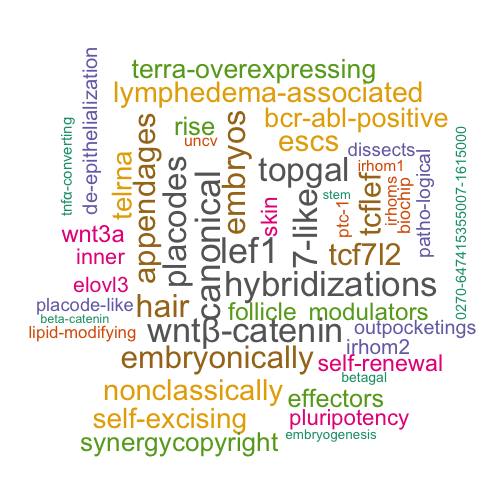 terra-overexpressing
lymphedema-associated
bcr-abl-positive
rise
escs
uncv
dissects
tnfα-converting
de-epithelialization
telrna
appendages
placodes
canonical
embryos
skin
topgal
7-like
stem
ptc-1
tcflef
irhom1
irhoms
biochip
patho-logical
0270-647415355007-1615000
wnt3a
inner
lef1
tcf7l2
elovl3
hybridizations
placode-like
hair
follicle
modulators
beta-catenin
lipid-modifying
wntβ-catenin
outpocketings
irhom2
embryonically
self-renewal
betagal
nonclassically
effectors
self-excising
pluripotency
synergycopyright
embryogenesis